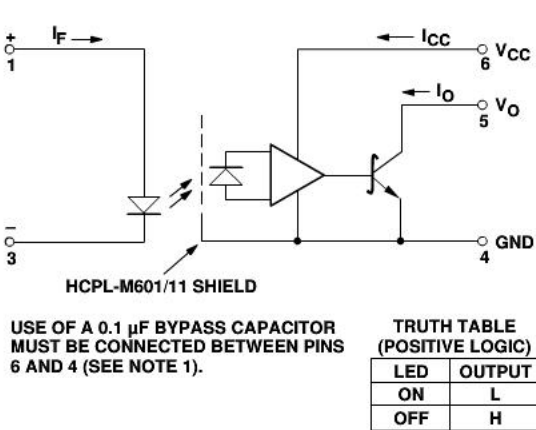 +
1
IF
ICC
6
VCC
IO
5
VO
–
3
4
GND
HCPL-M601/11 SHIELD
USE OF A 0.1 µF BYPASS CAPACITOR
MUST BE CONNECTED BETWEEN PINS
6 AND 4 (SEE NOTE 1).
TRUTH TABLE
(POSITIVE LOGIC)
LED OUTPUT
ON L
OFF H